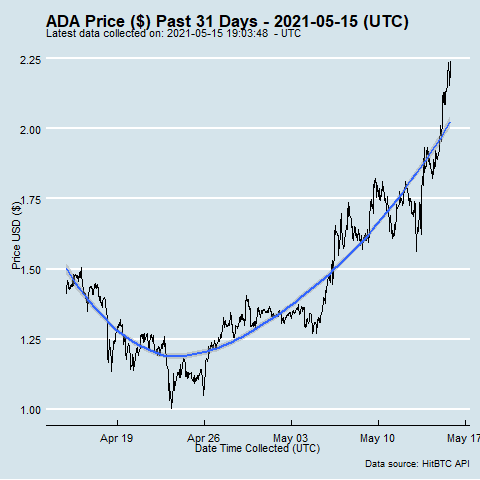 ADA Price ($) Past 31 Days - 2021-05-15 (UTC)
Latest data collected on: 2021-05-15 19:03:48 - UTC
2.25
2.00
1.75
1.50
1.25
1.00
Price USD ($)
Apr 19 Apr 26 May 03 May 10 May 17
Date Time Collected (UTC)
Data source: HitBTC API